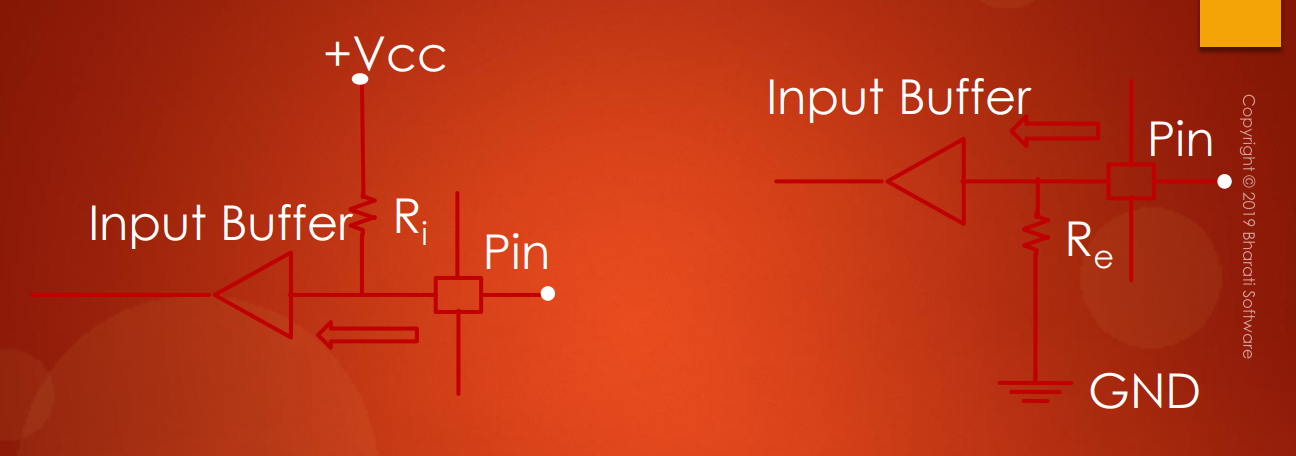 +Vcc
Input Buffer
Ri
Pin
Input Buffer
Pin
Re
GND
Copyright © 2019 Bharati Software